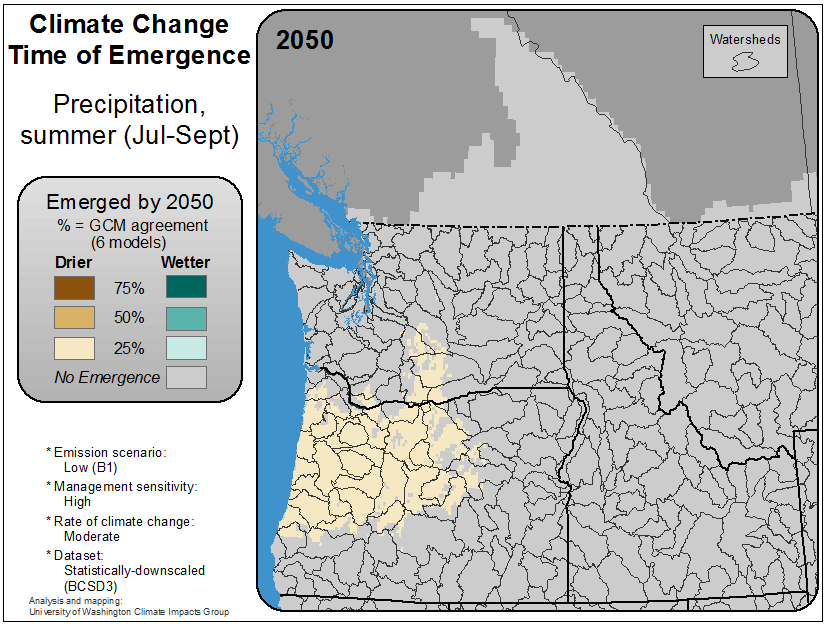 Climate Change
Time of Emergence
Precipitation,
summer (Jul-Sept)
Emerged by 2050
% = GCM agreement
(6 models)
Drier Wetter
75%
50%
25%
No Emergence
* Emission scenario:
Low (B1)
* Management sensitivity:
High
* Rate of climate change:
Moderate
* Dataset:
Statistically-downscaled
(BCSD3)
Analysis and mapping:
University of Washington Climate Impacts Group
2050
Watersheds